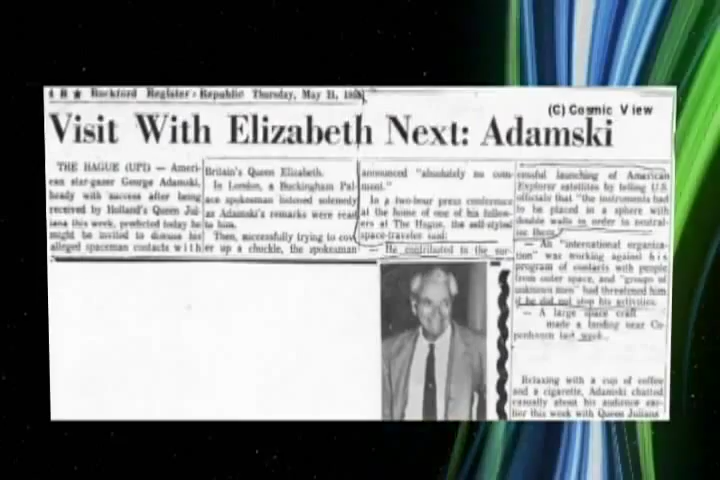 4 B ★ Rockford Register-Republic Thursday, May 21, 1959
(C) Cosmic View
Visit With Elizabeth Next: Adamski
THE HAGUE (UPI) — Ameri-
can star-gazer George Adamski,
heady with success after being
received by Holland's Queen Jul-
iana this week, predicted today he
might be invited to discuss his
alleged spaceman contacts with
Britain's Queen Elizabeth.
In London, a Buckingham Pal-
ace spokesman listened solemnly
as Adamski's remarks were read
to him.
Then, successfully trying to cov-
er up a chuckle, the spokesman
announced "absolutely no com-
ment."
In a two-hour press conference
at the home of one of his follow-
ers at The Hague, the self-styled
space-traveler said:
— He contributed to the suc-
cessful launching of American
Explorer satellites by telling U.S.
officials that "the instruments had
to be placed in a sphere with
double walls in order to neutral-
ize them."
— An "international organiza-
tion" was working against his
program of contacts with people
from outer space, and "groups of
unknown men" had threatened him
if he did not stop his activities.
— A large space craft
made a landing near Co-
penhaven last week.
Relaxing with a cup of coffee
and a cigarette, Adamski chatted
casually about his audience ear-
lier this week with Queen Juliana